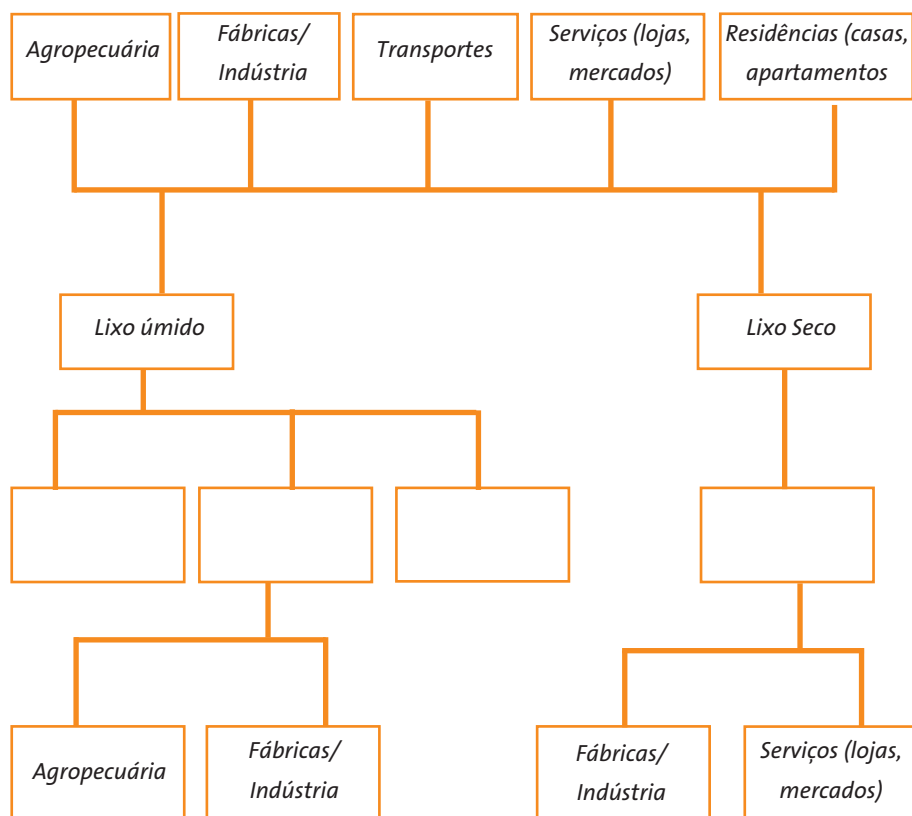 Agropecuária
Fábricas/
Indústria
Transportes
Serviços (lojas,
mercados)
Residências (casas,
apartamentos
Lixo úmido
Lixo Seco
Agropecuária
Fábricas/
Indústria
Fábricas/
Indústria
Serviços (lojas,
mercados)